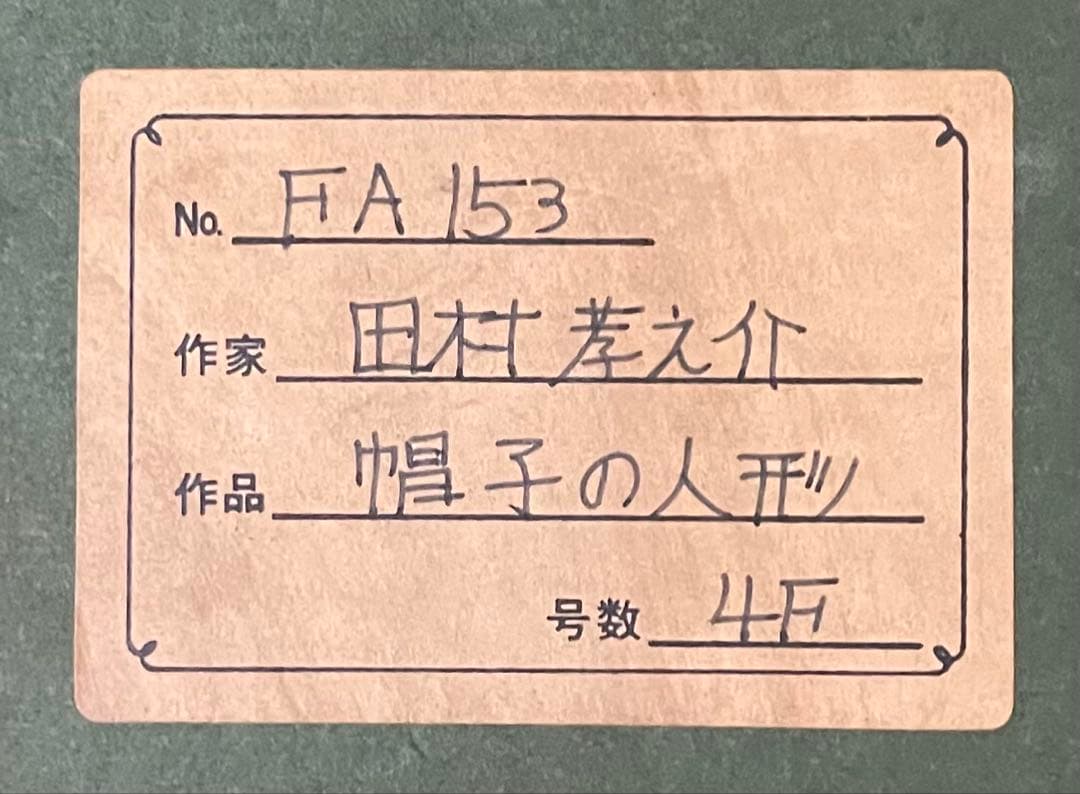 No. FA 153
作家 田村 孝之介
作品 帽子の人形
号数 4F